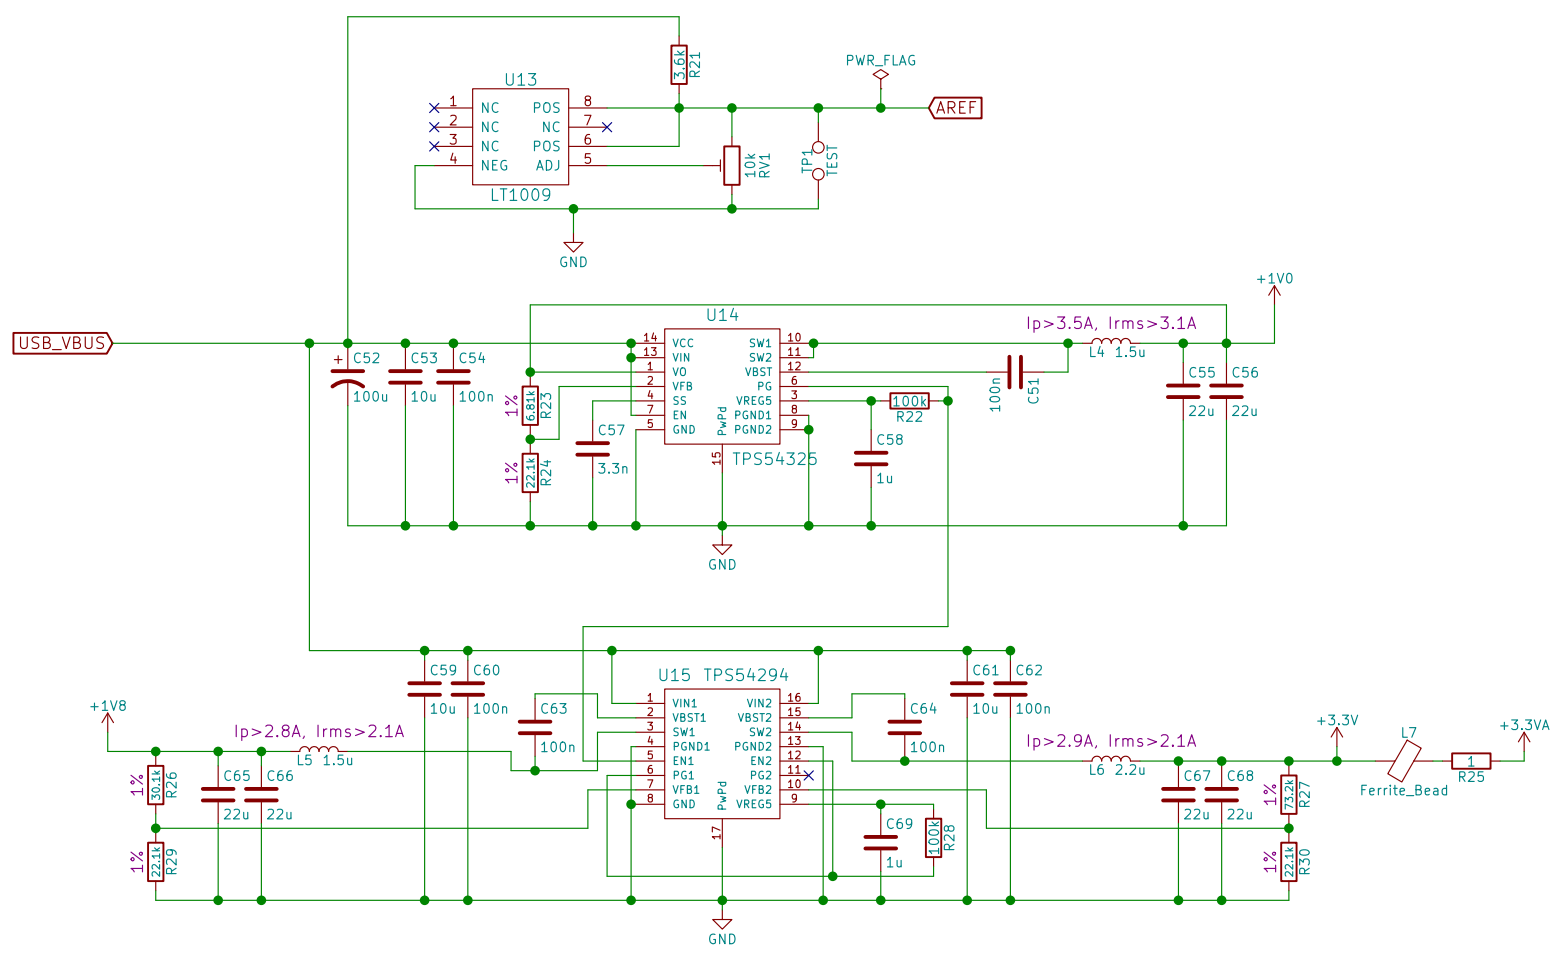 PWR_FLAG
3.6k R21
U13
1 NC POS 8
2 NC NC 7
3 NC POS 6
4 NEG ADJ 5
LT1009
AREF
10k RV1
TP1 TEST
GND
+1V0
USB_VBUS
U14
Ip>3.5A, Irms>3.1A
L4 1.5u
+ C52 100u
C53 10u
C54 100n
14 VCC SW1 10
13 VIN SW2 11
1 VO VBST 12
2 VFB PG 6
4 SS VREG5 3
7 EN PGND1 8
5 GND PGND2 9
PwPd
15
TPS54325
1% 6.81k R23
1% 22.1k R24
C57 3.3n
100k R22
C58 1u
100n C51
C55 22u
C56 22u
GND
U15 TPS54294
C59 10u
C60 100n
C61 10u
C62 100n
1 VIN1 VIN2 16
2 VBST1 VBST2 15
3 SW1 SW2 14
4 PGND1 PGND2 13
5 EN1 EN2 12
6 PG1 PG2 11
7 VFB1 VFB2 10
8 GND VREG5 9
PwPd
17
C63 100n
C64 100n
+1V8
Ip>2.8A, Irms>2.1A
L5 1.5u
1% 30.1k R26
C65 22u
C66 22u
1% 22.1k R29
C69 1u
100k R28
Ip>2.9A, Irms>2.1A
L6 2.2u
C67 22u
C68 22u
1% 73.2k R27
1% 22.1k R30
+3.3V
L7
Ferrite_Bead
1
R25
+3.3VA
GND